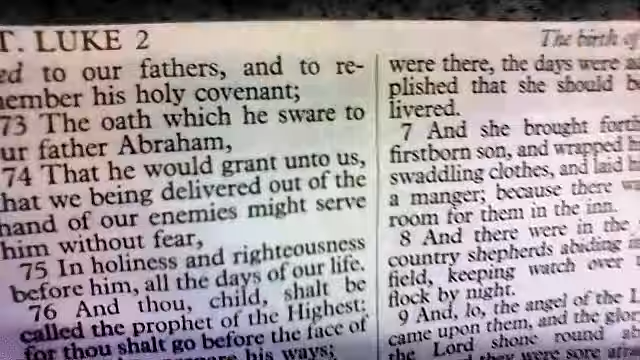 T. LUKE 2
The birth of
ed to our fathers, and to re-
member his holy covenant;
73 The oath which he sware to
ur father Abraham,
74 That he would grant unto us,
hat we being delivered out of the
hand of our enemies might serve
him without fear,
75 In holiness and righteousness
before him, all the days of our life.
76 And thou, child, shalt be
called the prophet of the Highest:
for thou shalt go before the face of
his ways;
were there, the days were a
plished that she should b
livered.
7 And she brought fort
firstborn son, and wrapped h
swaddling clothes, and laid h
a manger; because there w
room for them in the inn.
8 And there were in the
country shepherds abiding i
field, keeping watch over t
flock by night.
9 And, lo, the angel of the L
came upon them, and the glor
the Lord shone round a